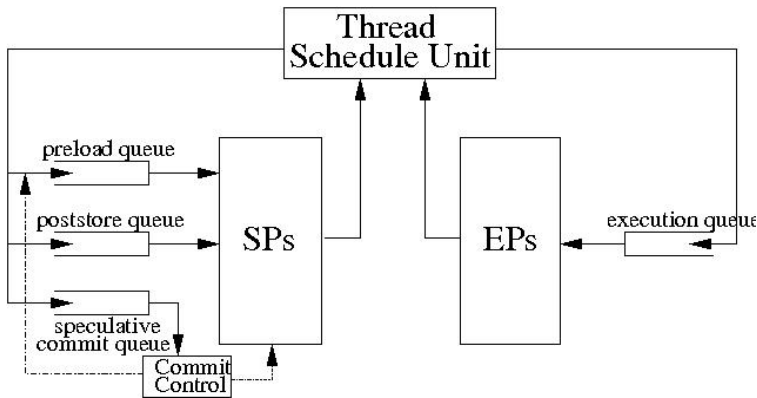 Thread
Schedule Unit
preload queue
poststore queue
execution queue
SPs
EPs
speculative
commit queue
Commit
Control